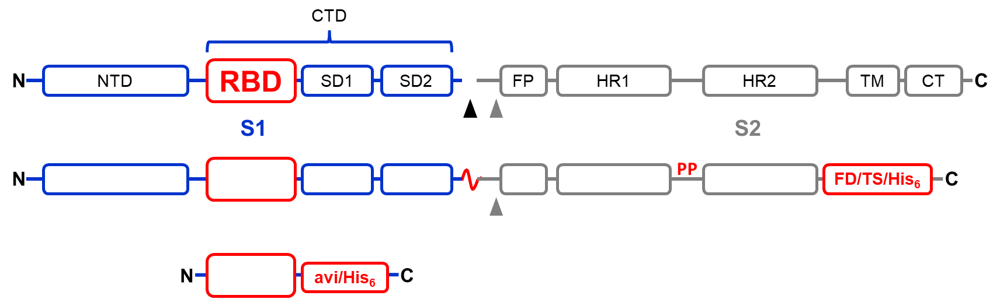 CTD
N NTD RBD SD1 SD2 FP HR1 HR2 TM CT C
S1 S2
N PP FD/TS/His6 C
N avi/His6 C